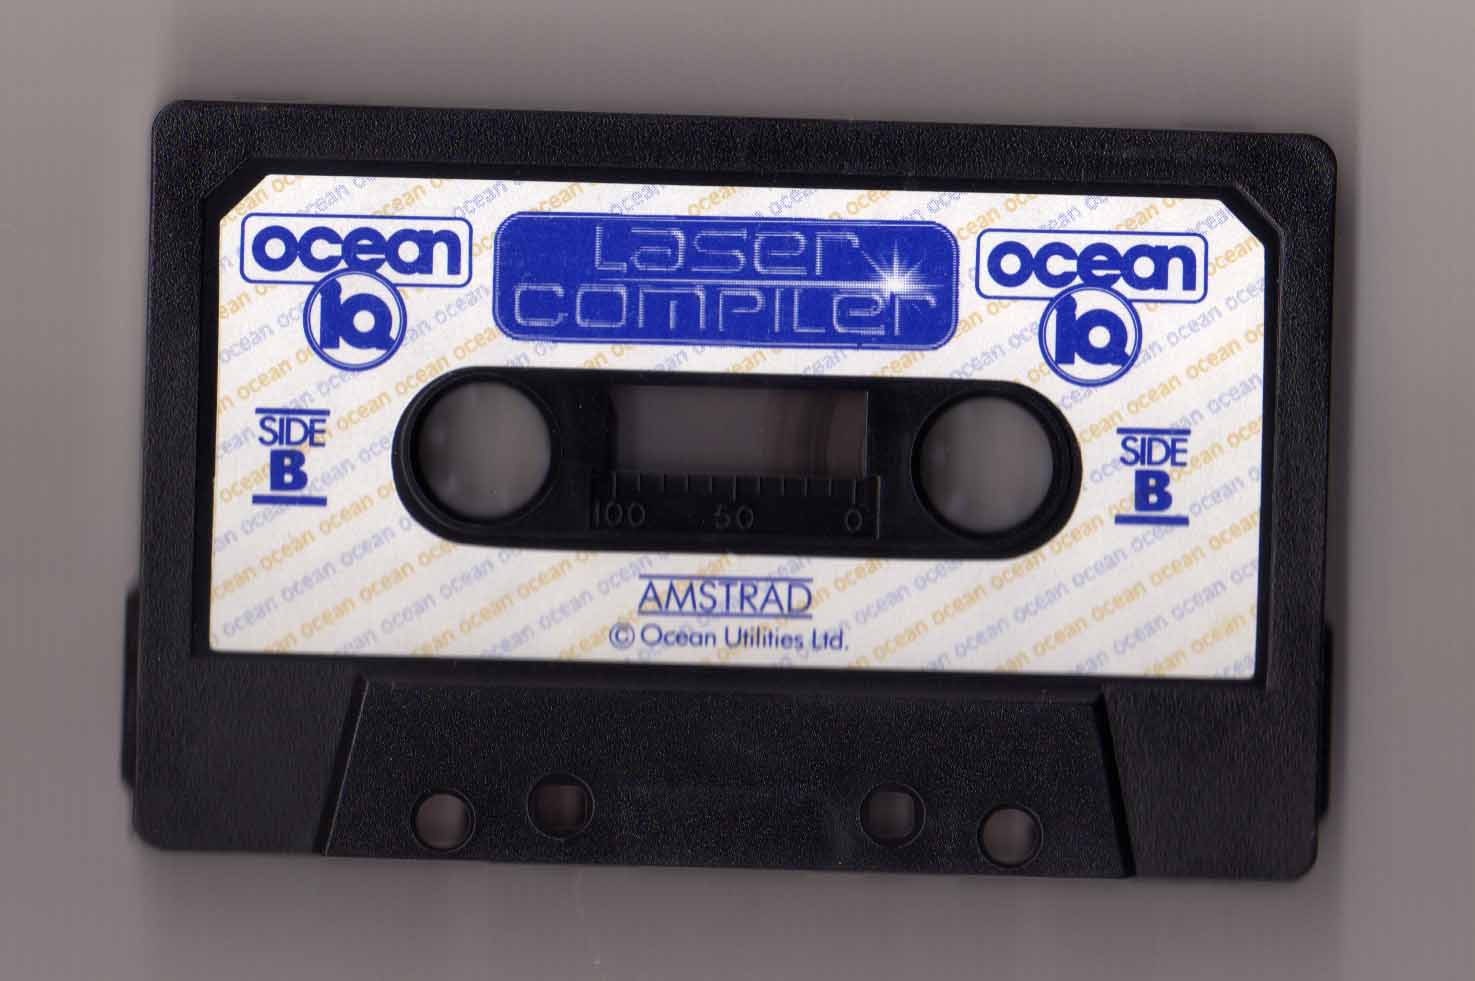 ocean
IQ
Laser
compiler
ocean
IQ
SIDE
B
SIDE
B
100 50 0
AMSTRAD
© Ocean Utilities Ltd.